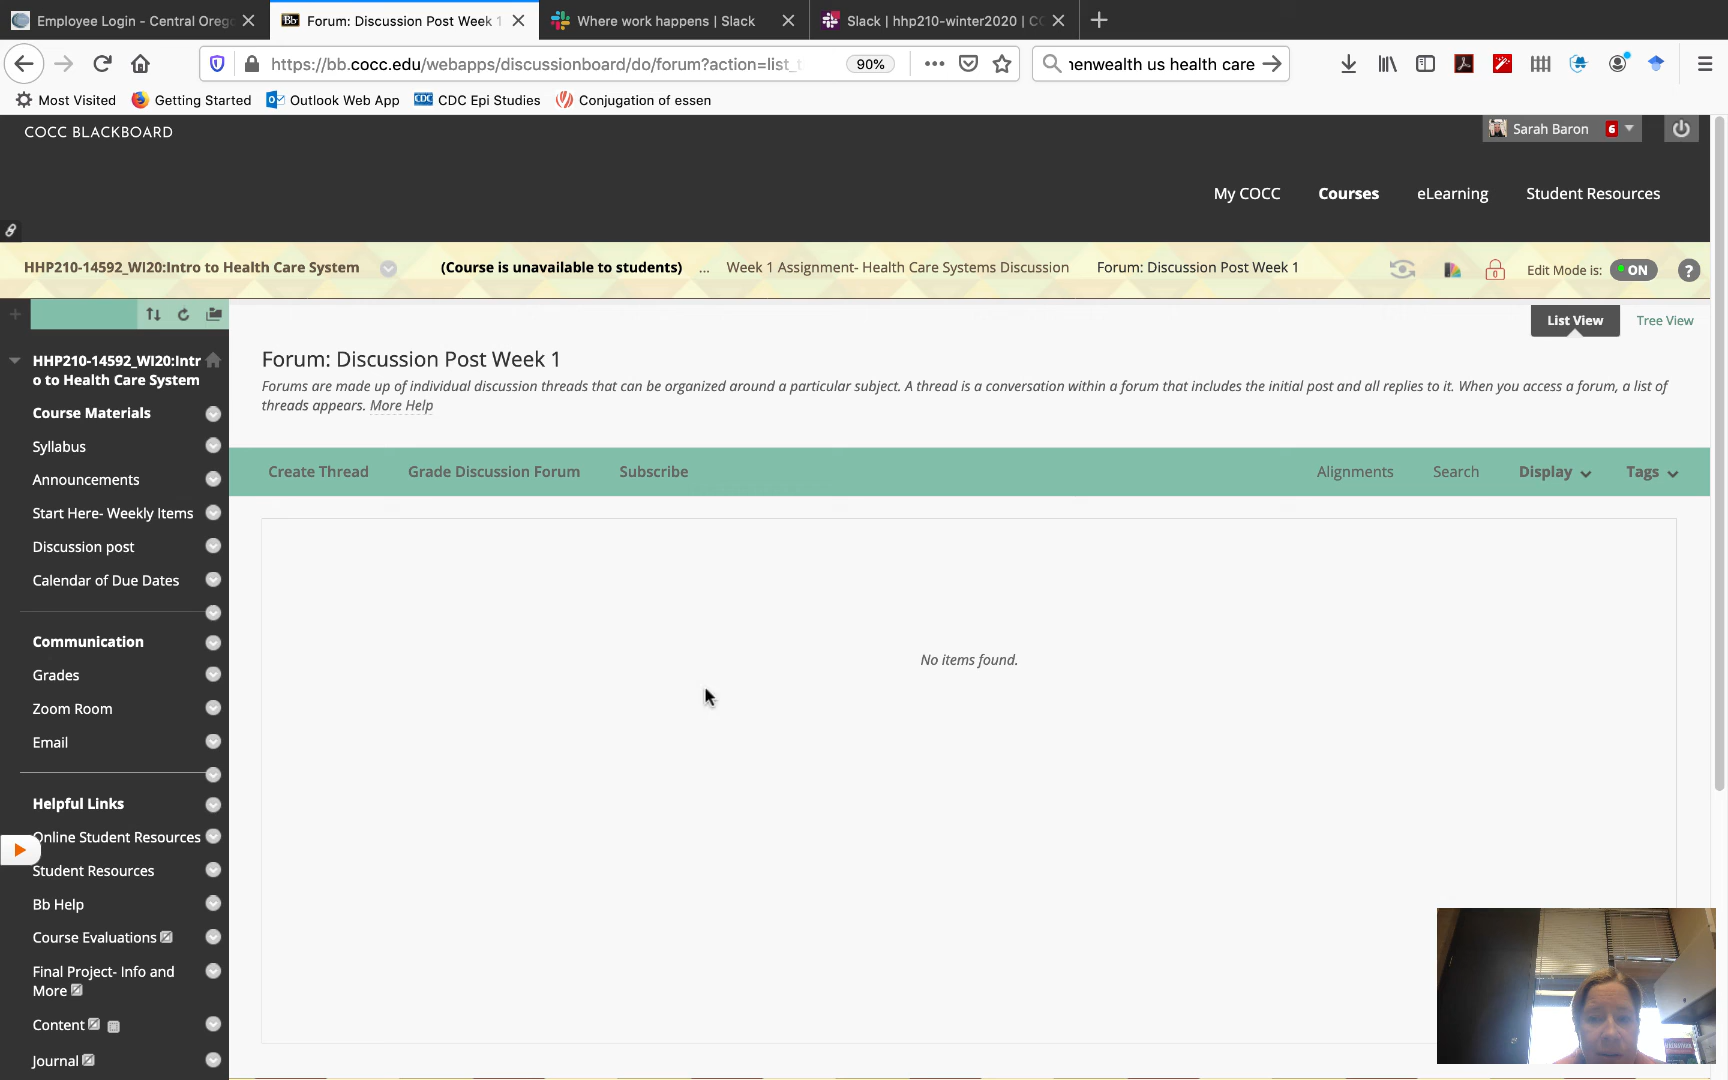 Employee Login - Central Orego
Bb Forum: Discussion Post Week 1
Where work happens | Slack
Slack | hhp210-winter2020 | CO
https://bb.cocc.edu/webapps/discussionboard/do/forum?action=list_t
90%
nenwealth us health care
Most Visited
Getting Started
Outlook Web App
CDC CDC Epi Studies
Conjugation of essen
COCC BLACKBOARD
Sarah Baron 6
My COCC
Courses
eLearning
Student Resources
HHP210-14592_WI20:Intro to Health Care System
(Course is unavailable to students)
...
Week 1 Assignment- Health Care Systems Discussion
Forum: Discussion Post Week 1
Edit Mode is: ON ?
List View
Tree View
HHP210-14592_WI20:Intr
o to Health Care System
Course Materials
Syllabus
Announcements
Start Here- Weekly Items
Discussion post
Calendar of Due Dates
Communication
Grades
Zoom Room
Email
Helpful Links
Online Student Resources
Student Resources
Bb Help
Course Evaluations
Final Project- Info and
More
Content
Journal
Forum: Discussion Post Week 1
Forums are made up of individual discussion threads that can be organized around a particular subject. A thread is a conversation within a forum that includes the initial post and all replies to it. When you access a forum, a list of
threads appears. More Help
Create Thread
Grade Discussion Forum
Subscribe
Alignments
Search
Display
Tags
No items found.